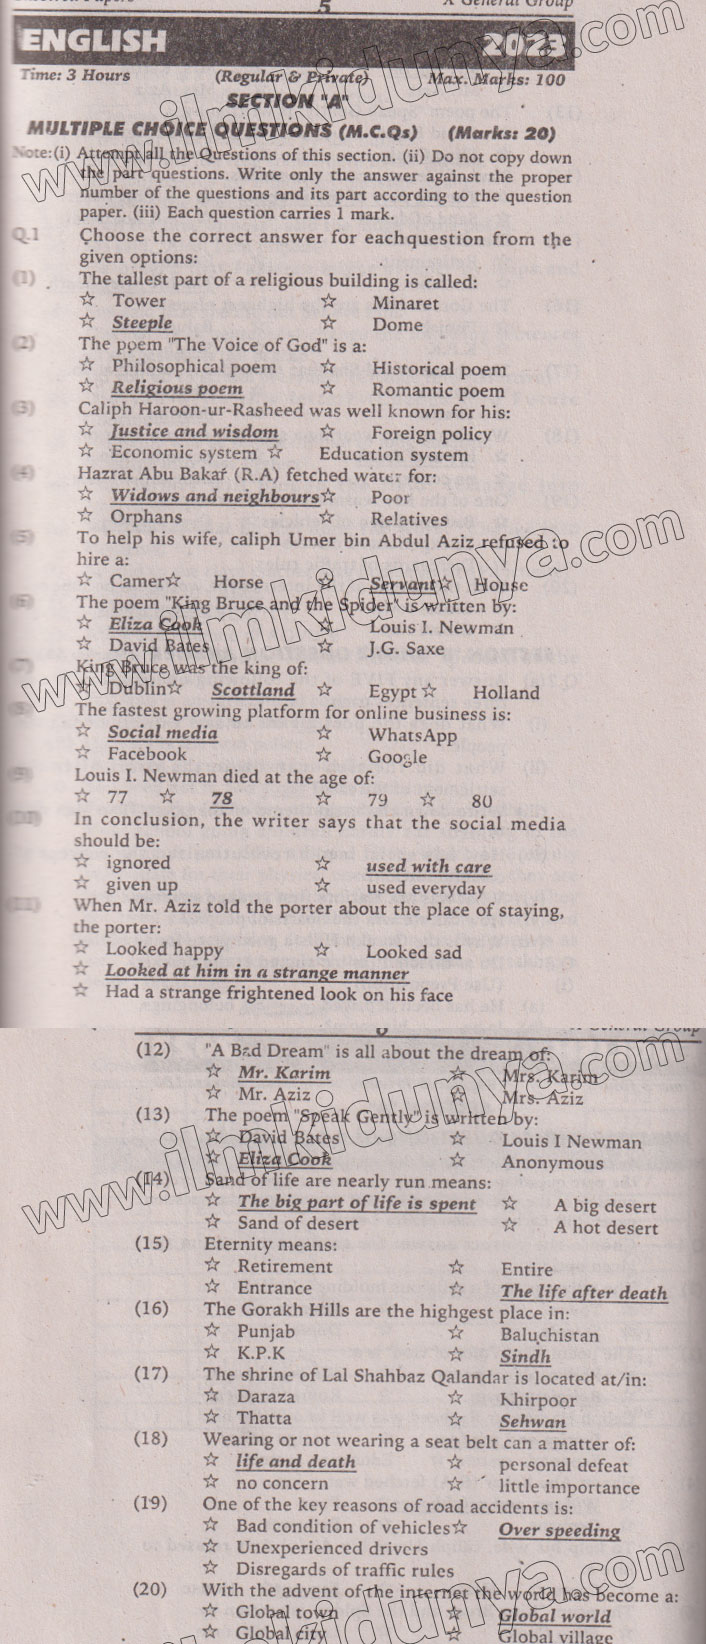 5
A General Group
ENGLISH 2023
Time: 3 Hours (Regular & Private) Max. Marks: 100
SECTION "A"
MULTIPLE CHOICE QUESTIONS (M.C.Qs) (Marks: 20)
Note:(i) Attempt all the Questions of this section. (ii) Do not copy down
the part questions. Write only the answer against the proper
number of the questions and its part according to the question
paper. (iii) Each question carries 1 mark.
Q.1 Choose the correct answer for eachquestion from the
given options:
(1) The tallest part of a religious building is called:
☆ Tower ☆ Minaret
☆ Steeple ☆ Dome
(2) The poem "The Voice of God" is a:
☆ Philosophical poem ☆ Historical poem
☆ Religious poem ☆ Romantic poem
(3) Caliph Haroon-ur-Rasheed was well known for his:
☆ Justice and wisdom ☆ Foreign policy
☆ Economic system ☆ Education system
(4) Hazrat Abu Bakar (R.A) fetched water for:
☆ Widows and neighbours☆ Poor
☆ Orphans ☆ Relatives
(5) To help his wife, caliph Umer bin Abdul Aziz refused to
hire a:
☆ Camer☆ Horse ☆ Servant☆ House
(6) The poem "King Bruce and the Spider" is written by:
☆ Eliza Cook ☆ Louis I. Newman
☆ David Bates ☆ J.G. Saxe
(7) King Bruce was the king of:
☆ Dublin☆ Scottland ☆ Egypt ☆ Holland
(8) The fastest growing platform for online business is:
☆ Social media ☆ WhatsApp
☆ Facebook ☆ Google
(9) Louis I. Newman died at the age of:
☆ 77 ☆ 78 ☆ 79 ☆ 80
(10) In conclusion, the writer says that the social media
should be:
☆ ignored ☆ used with care
☆ given up ☆ used everyday
(11) When Mr. Aziz told the porter about the place of staying,
the porter:
☆ Looked happy ☆ Looked sad
☆ Looked at him in a strange manner
☆ Had a strange frightened look on his face
(12) "A Bad Dream" is all about the dream of:
☆ Mr. Karim ☆ Mrs. Karim
☆ Mr. Aziz ☆ Mrs. Aziz
(13) The poem "Speak Gently" is written by:
☆ David Bates ☆ Louis I Newman
☆ Eliza Cook ☆ Anonymous
(14) Sand of life are nearly run means:
☆ The big part of life is spent ☆ A big desert
☆ Sand of desert ☆ A hot desert
(15) Eternity means:
☆ Retirement ☆ Entire
☆ Entrance ☆ The life after death
(16) The Gorakh Hills are the highgest place in:
☆ Punjab ☆ Baluchistan
☆ K.P.K ☆ Sindh
(17) The shrine of Lal Shahbaz Qalandar is located at/in:
☆ Daraza ☆ Khirpoor
☆ Thatta ☆ Sehwan
(18) Wearing or not wearing a seat belt can a matter of:
☆ life and death ☆ personal defeat
☆ no concern ☆ little importance
(19) One of the key reasons of road accidents is:
☆ Bad condition of vehicles☆ Over speeding
☆ Unexperienced drivers
☆ Disregards of traffic rules
(20) With the advent of the internet the world has become a:
☆ Global town ☆ Global world
☆ Global city ☆ Global village
www.ilmkidunya.com
www.ilmkidunya.com
www.ilmkidunya.com
www.ilmkidunya.com